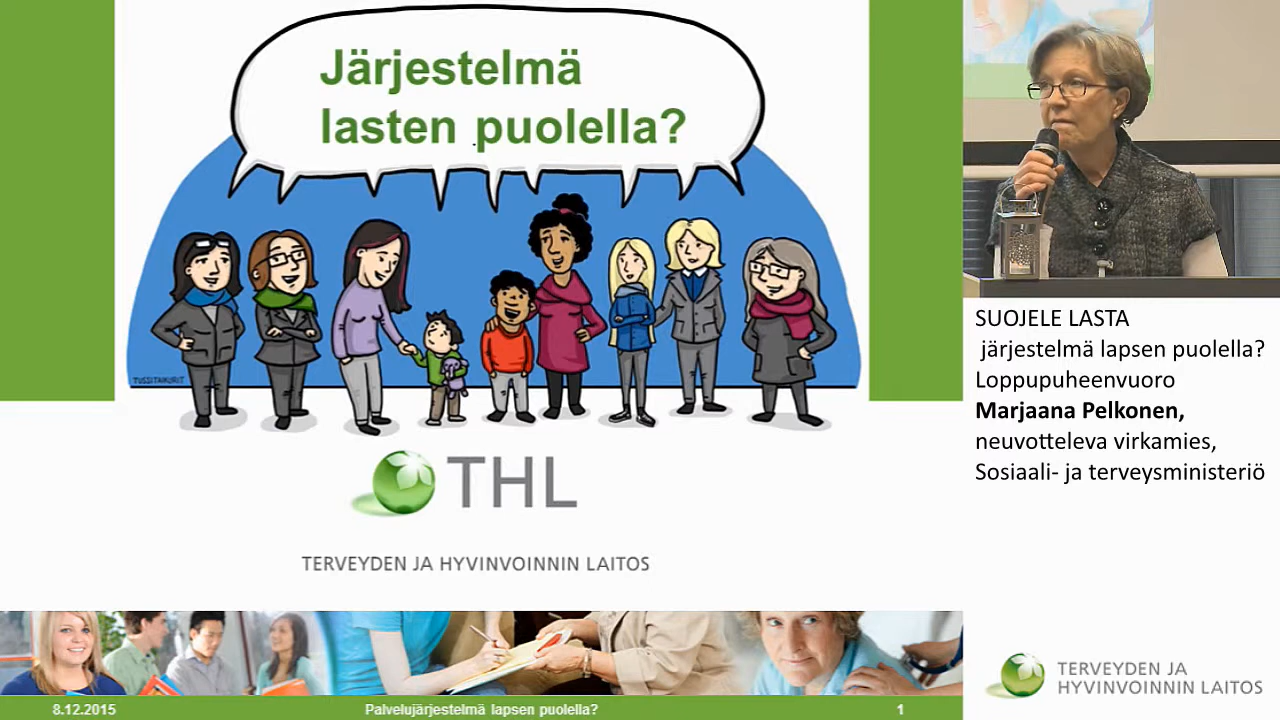 Järjestelmä
lasten puolella?
TUSSITAIKURIT
THL
TERVEYDEN JA HYVINVOINNIN LAITOS
8.12.2015
Palvelujärjestelmä lapsen puolella?
1
SUOJELE LASTA
järjestelmä lapsen puolella?
Loppupuheenvuoro
Marjaana Pelkonen,
neuvotteleva virkamies,
Sosiaali- ja terveysministeriö
TERVEYDEN JA
HYVINVOINNIN LAITOS